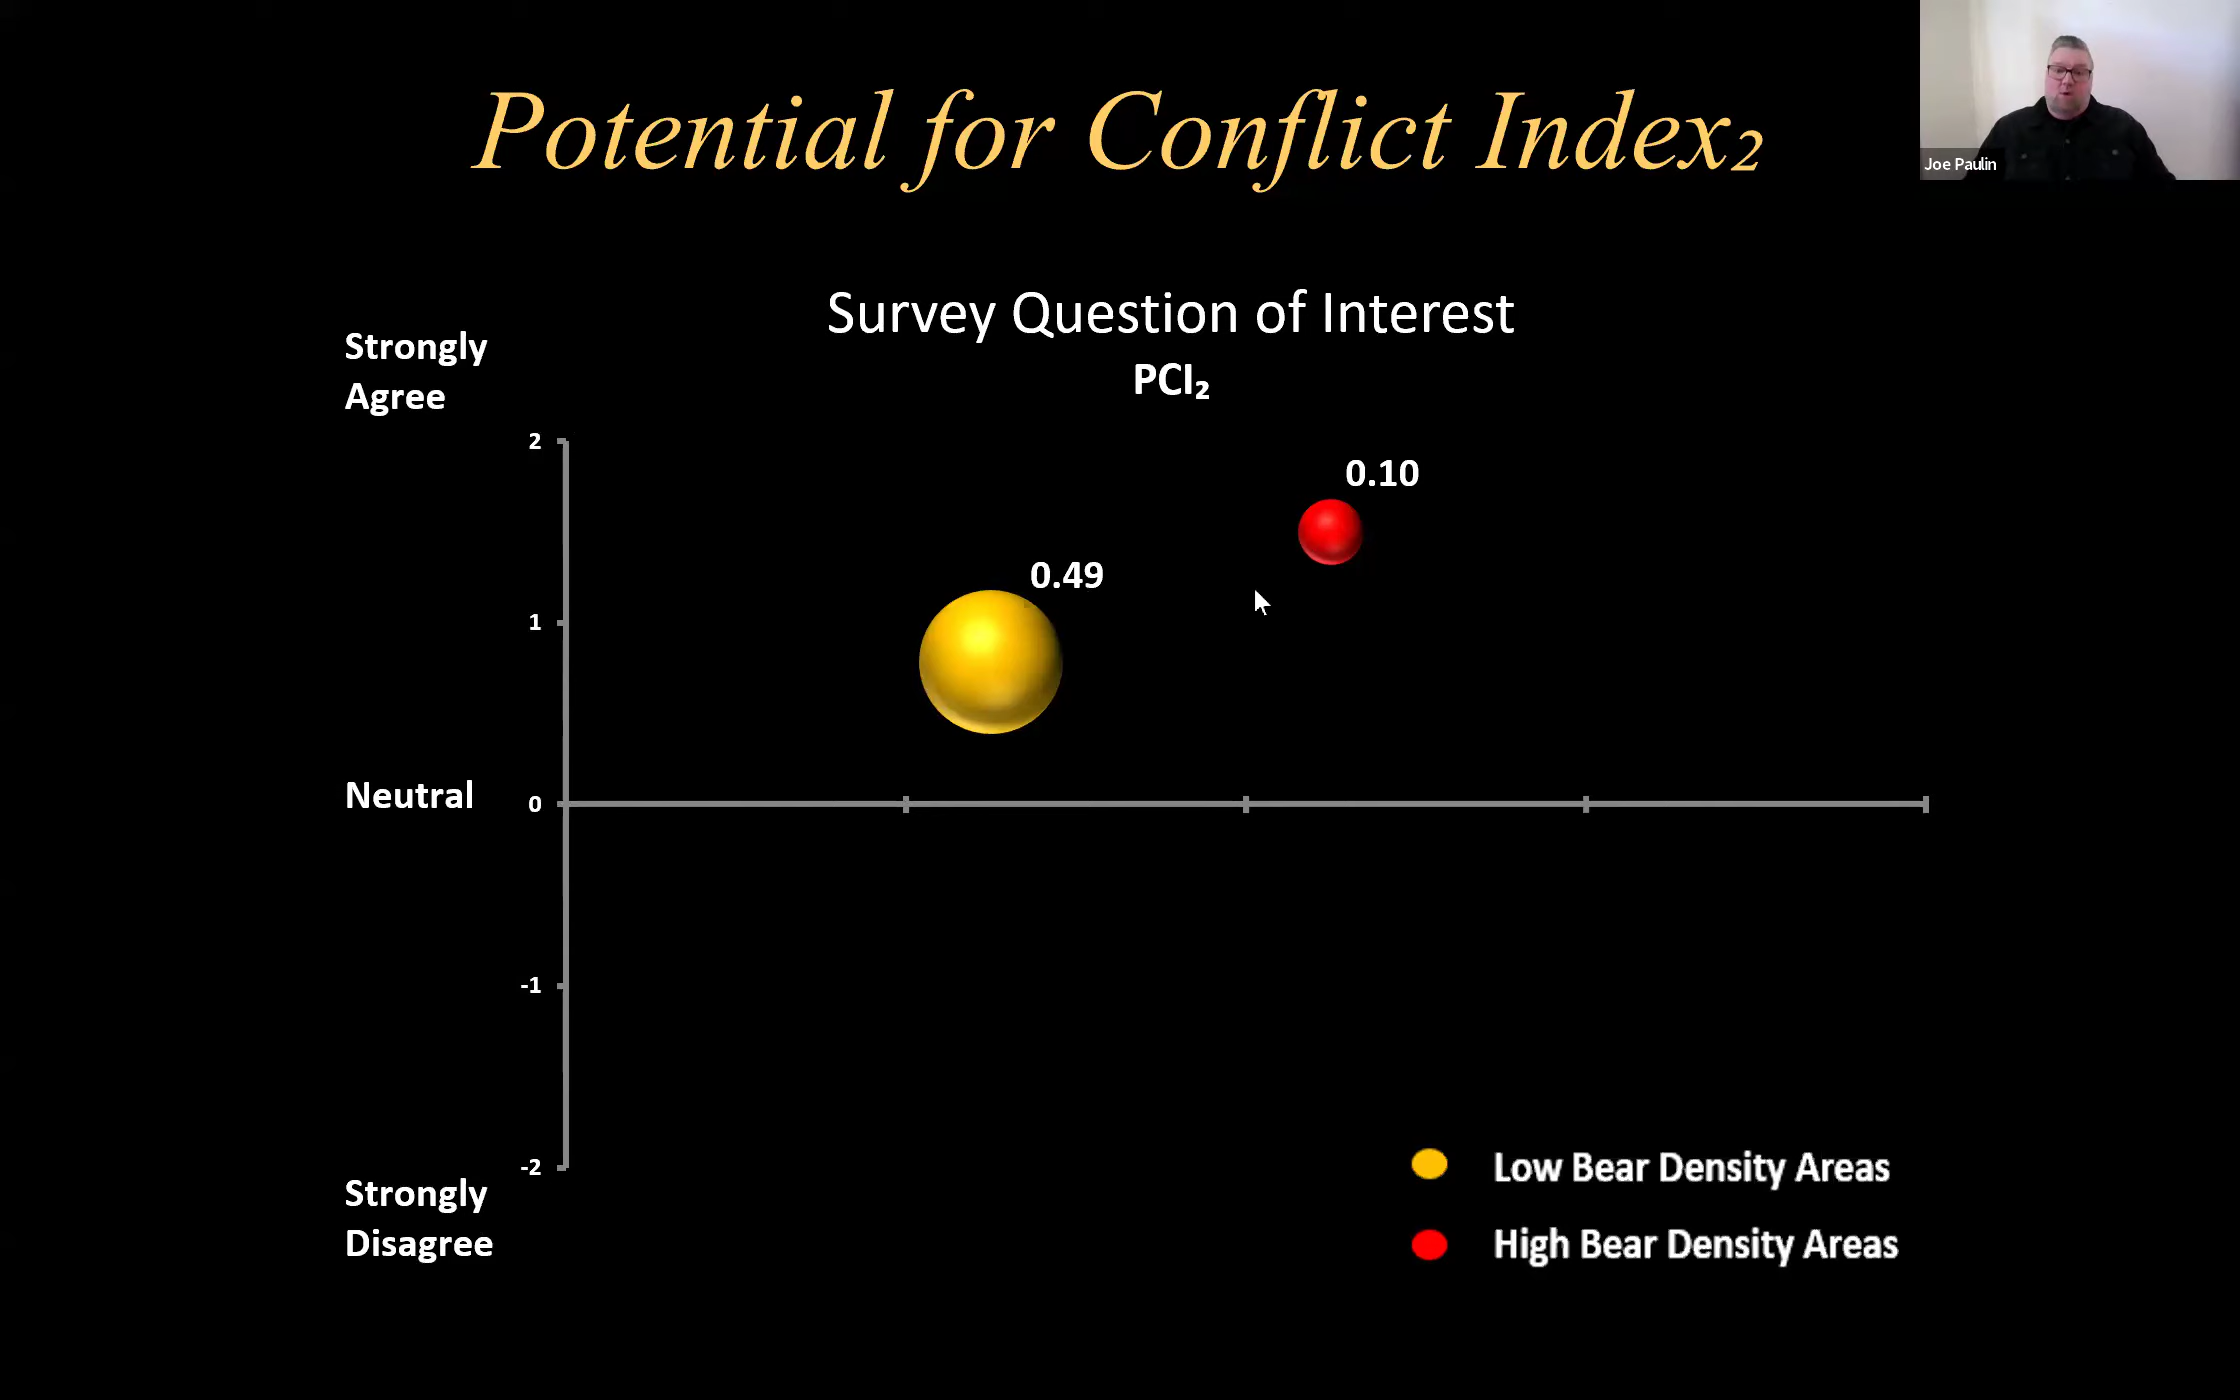 Potential for Conflict Index₂
Joe Paulin
Survey Question of Interest
PCI₂
Strongly
Agree
2
0.10
0.49
1
Neutral
0
-1
-2
Strongly
Disagree
Low Bear Density Areas
High Bear Density Areas